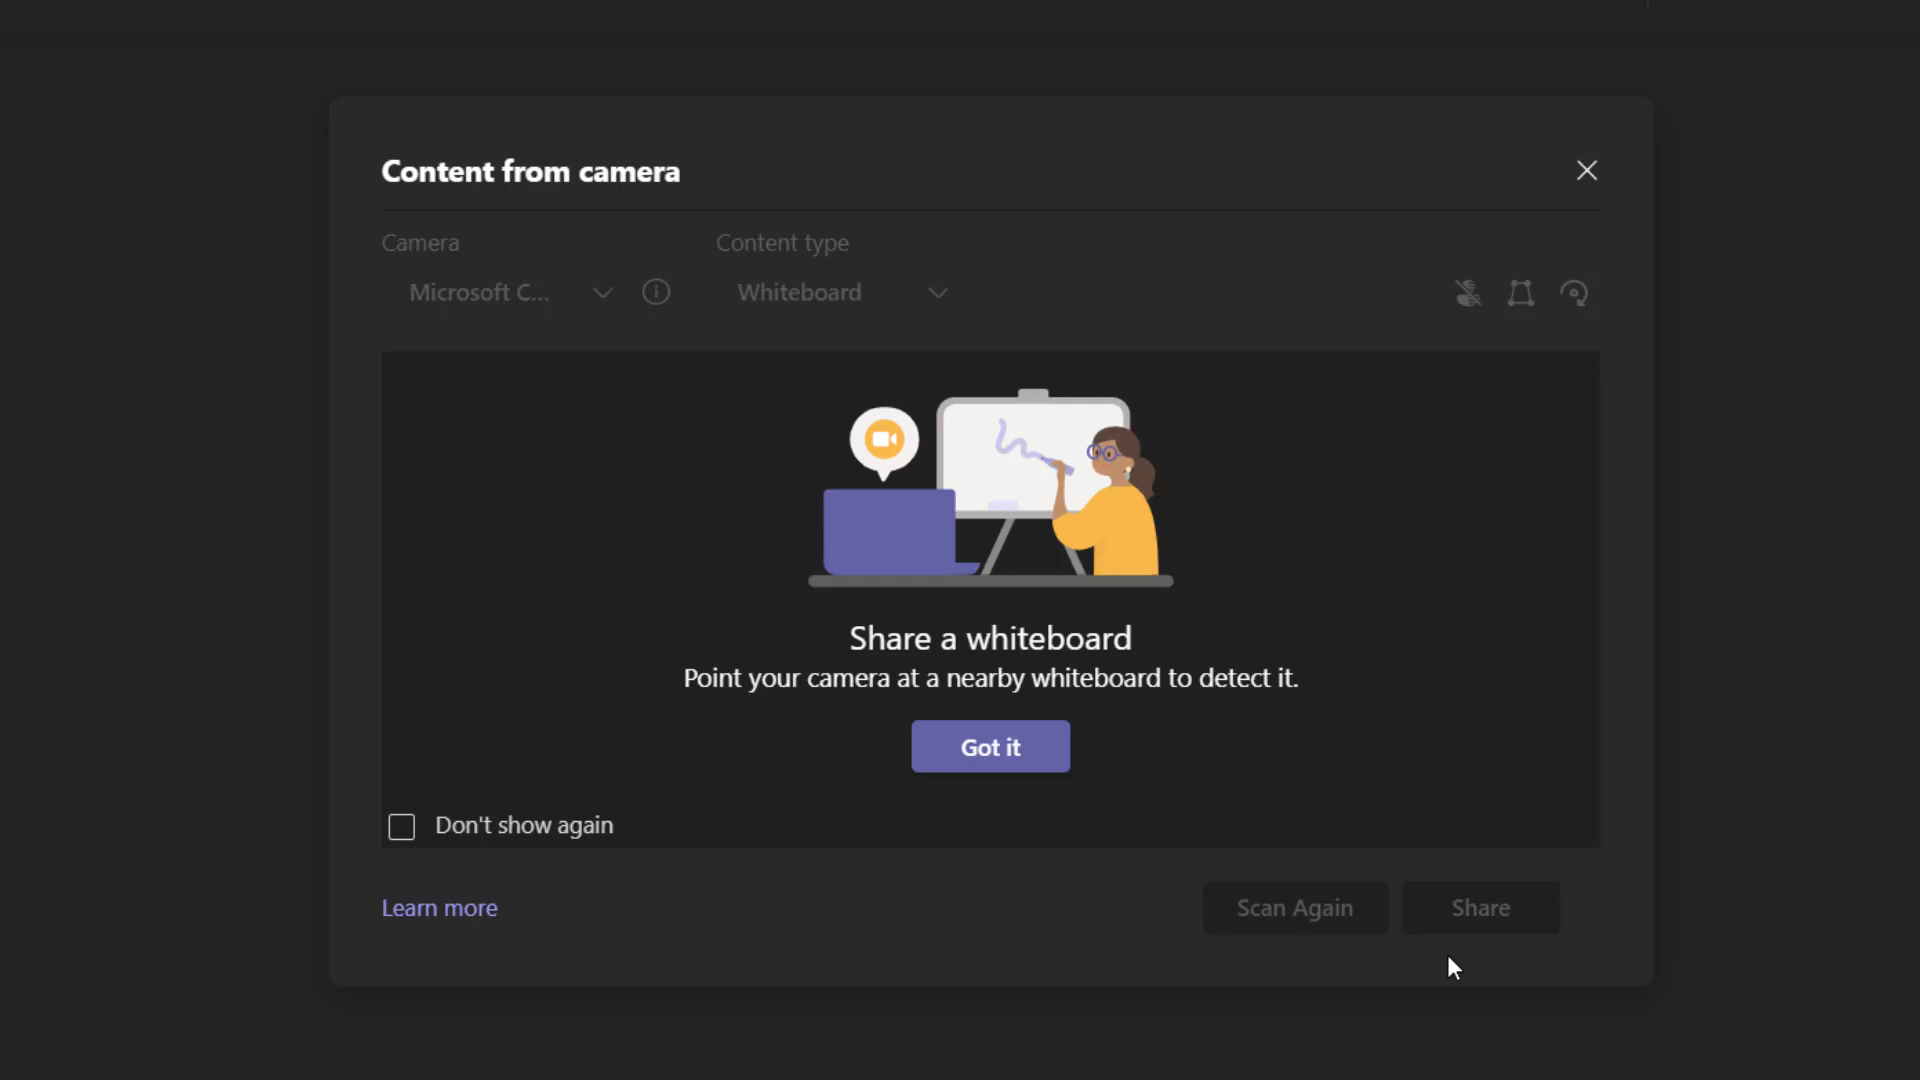 Content from camera
Camera
Content type
Microsoft C...
Whiteboard
Share a whiteboard
Point your camera at a nearby whiteboard to detect it.
Got it
Don't show again
Learn more
Scan Again
Share